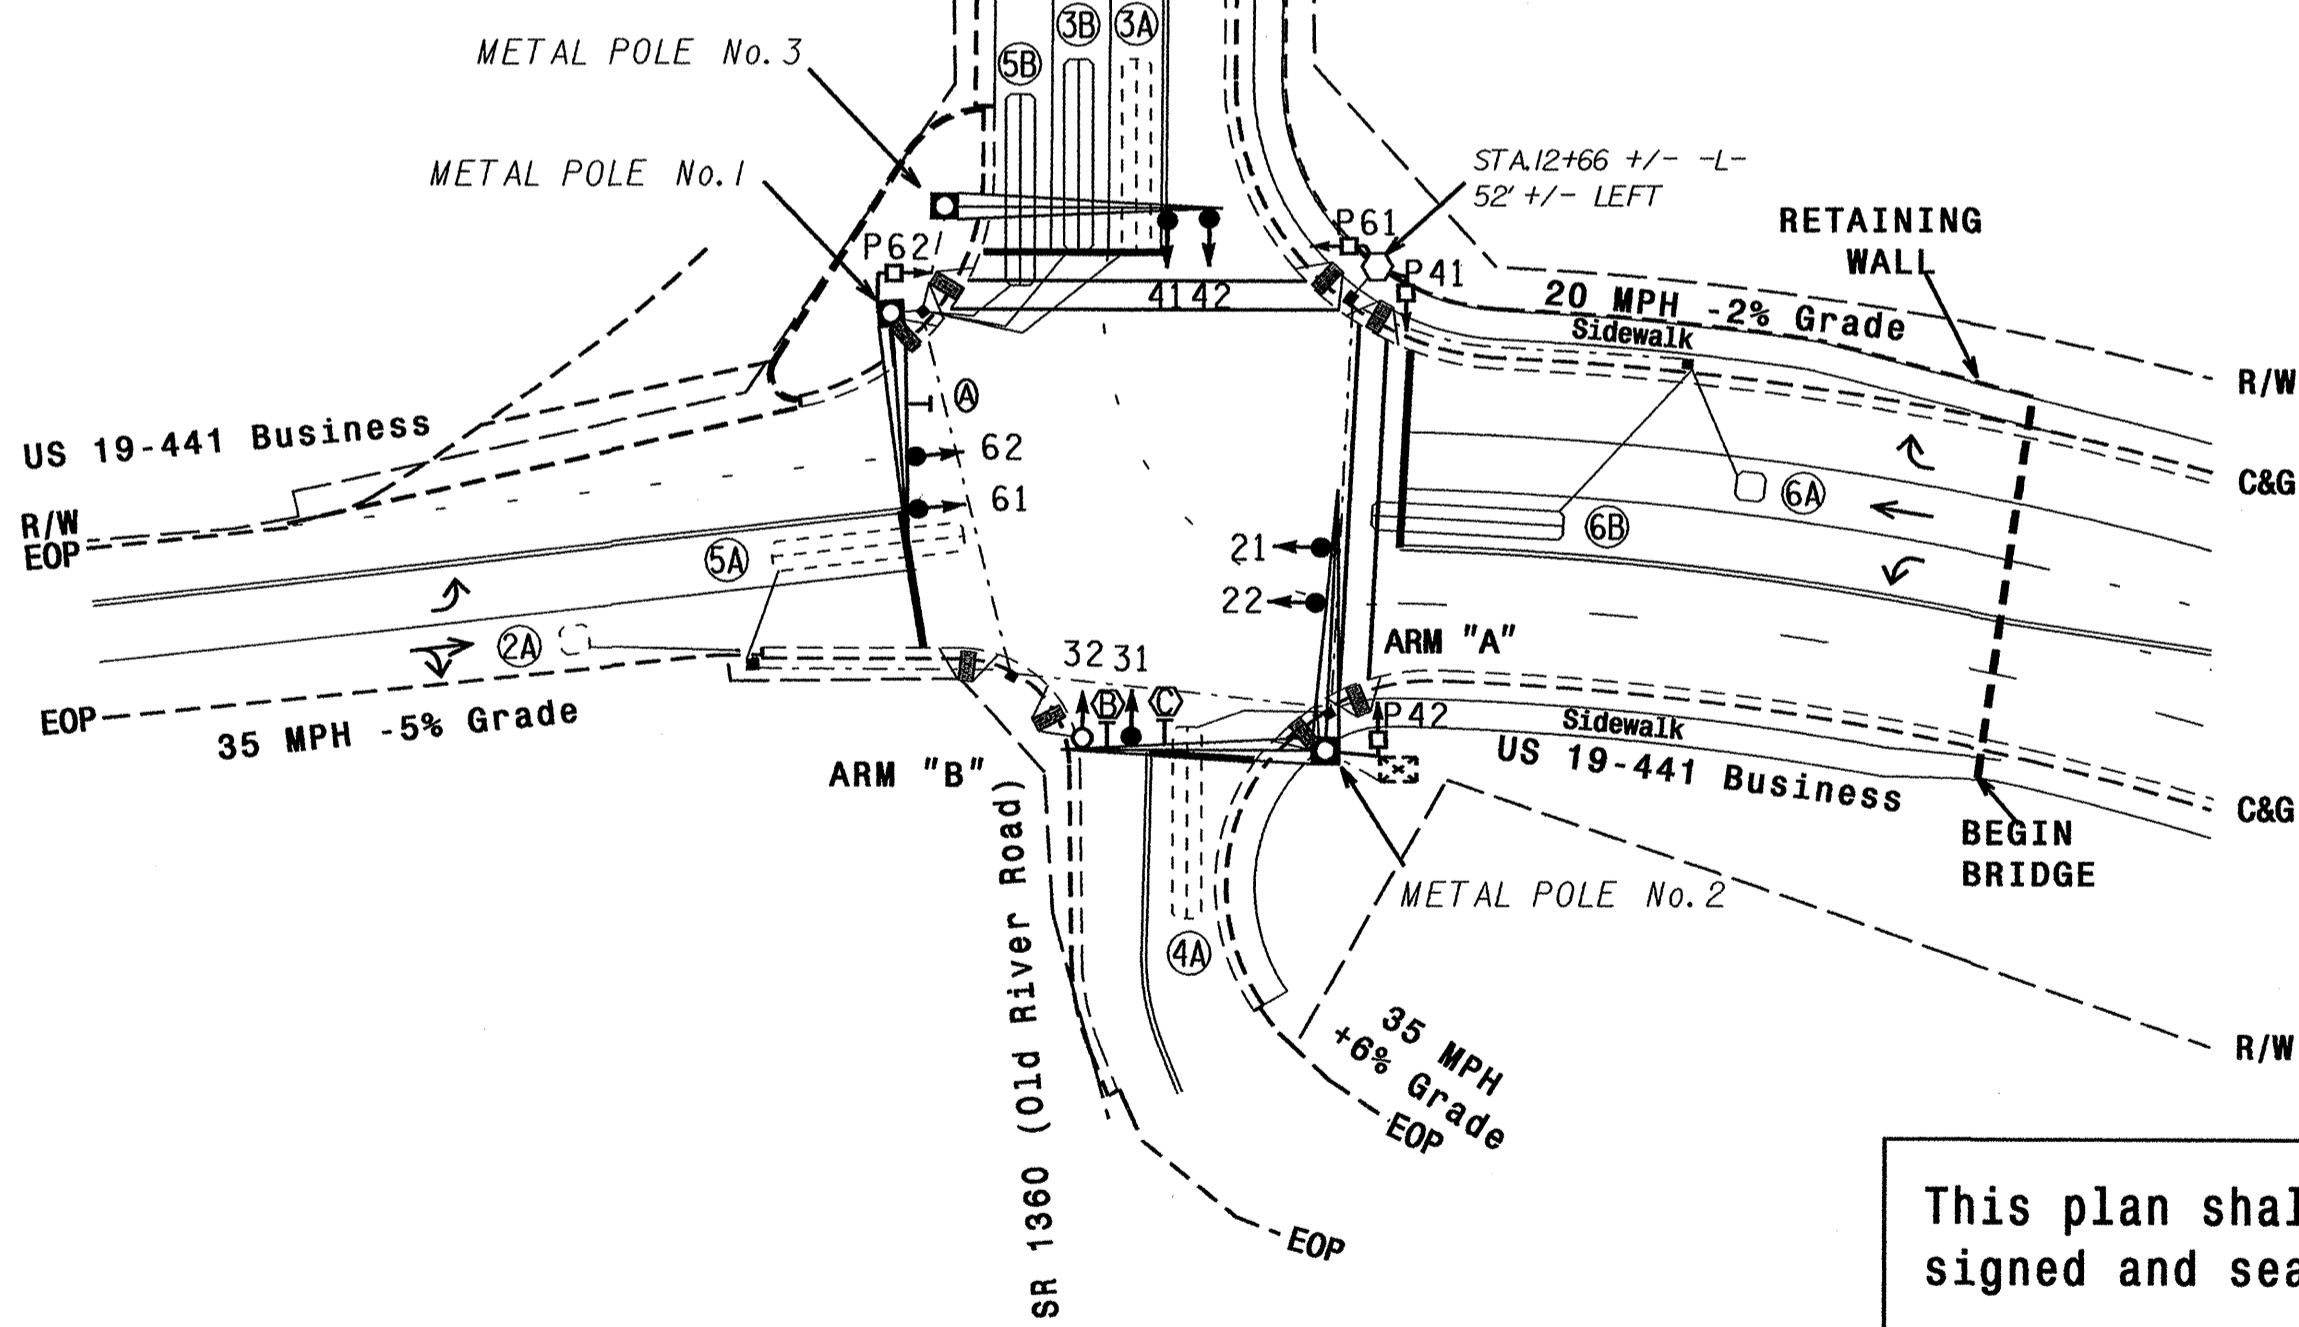 METAL POLE No. 3
5B
3B
3A
METAL POLE No. 1
STA.12+66 +/- -L-
52' +/- LEFT
P61
P62
P41
RETAINING
WALL
20 MPH -2% Grade
Sidewalk
41 42
R/W
US 19-441 Business
A
62
61
C&G
6A
6B
R/W
EOP
5A
21
22
2A
ARM "A"
32 31
B
C
P42
Sidewalk
US 19-441 Business
EOP
35 MPH -5% Grade
ARM "B"
C&G
BEGIN
BRIDGE
METAL POLE No. 2
4A
SR 1360 (Old River Road)
35 MPH
+6% Grade
EOP
R/W
EOP
This plan shal
signed and sea